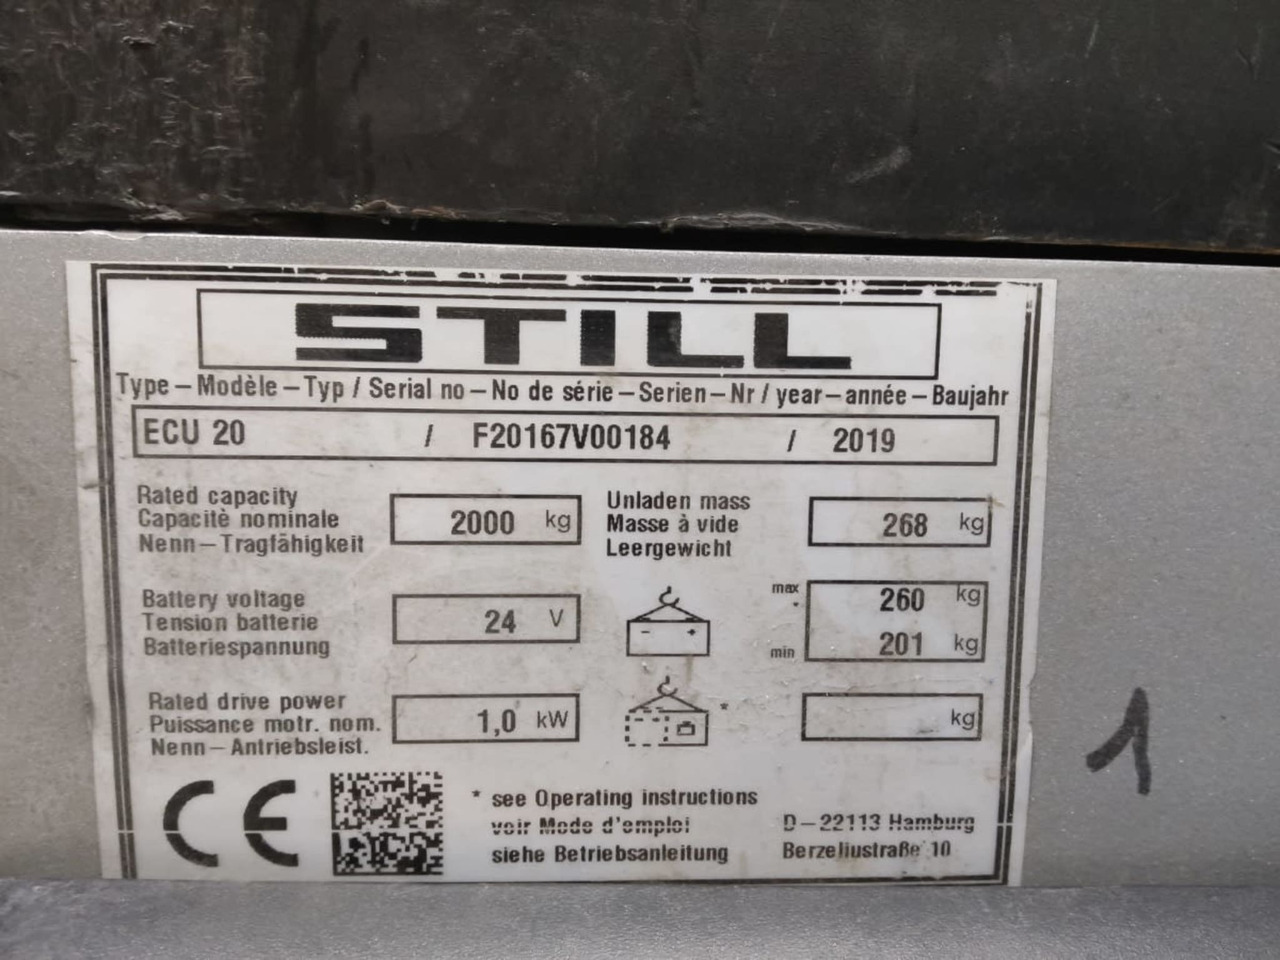 STILL
Type – Modèle – Typ / Serial no – No de série – Serien – Nr / year – année – Baujahr
ECU 20 / F20167V00184 / 2019
Rated capacity
Capacitè nominale
Nenn – Tragfähigkeit
2000 kg
Unladen mass
Masse à vide
Leergewicht
268 kg
Battery voltage
Tension batterie
Batteriespannung
24 V
max 260 kg
min 201 kg
Rated drive power
Puissance motr. nom.
Nenn – Antriebsleist.
1,0 kW
*
kg
CE
* see Operating instructions
voir Mode d'emploi
siehe Betriebsanleitung
D – 22113 Hamburg
Berzeliustraße 10
1